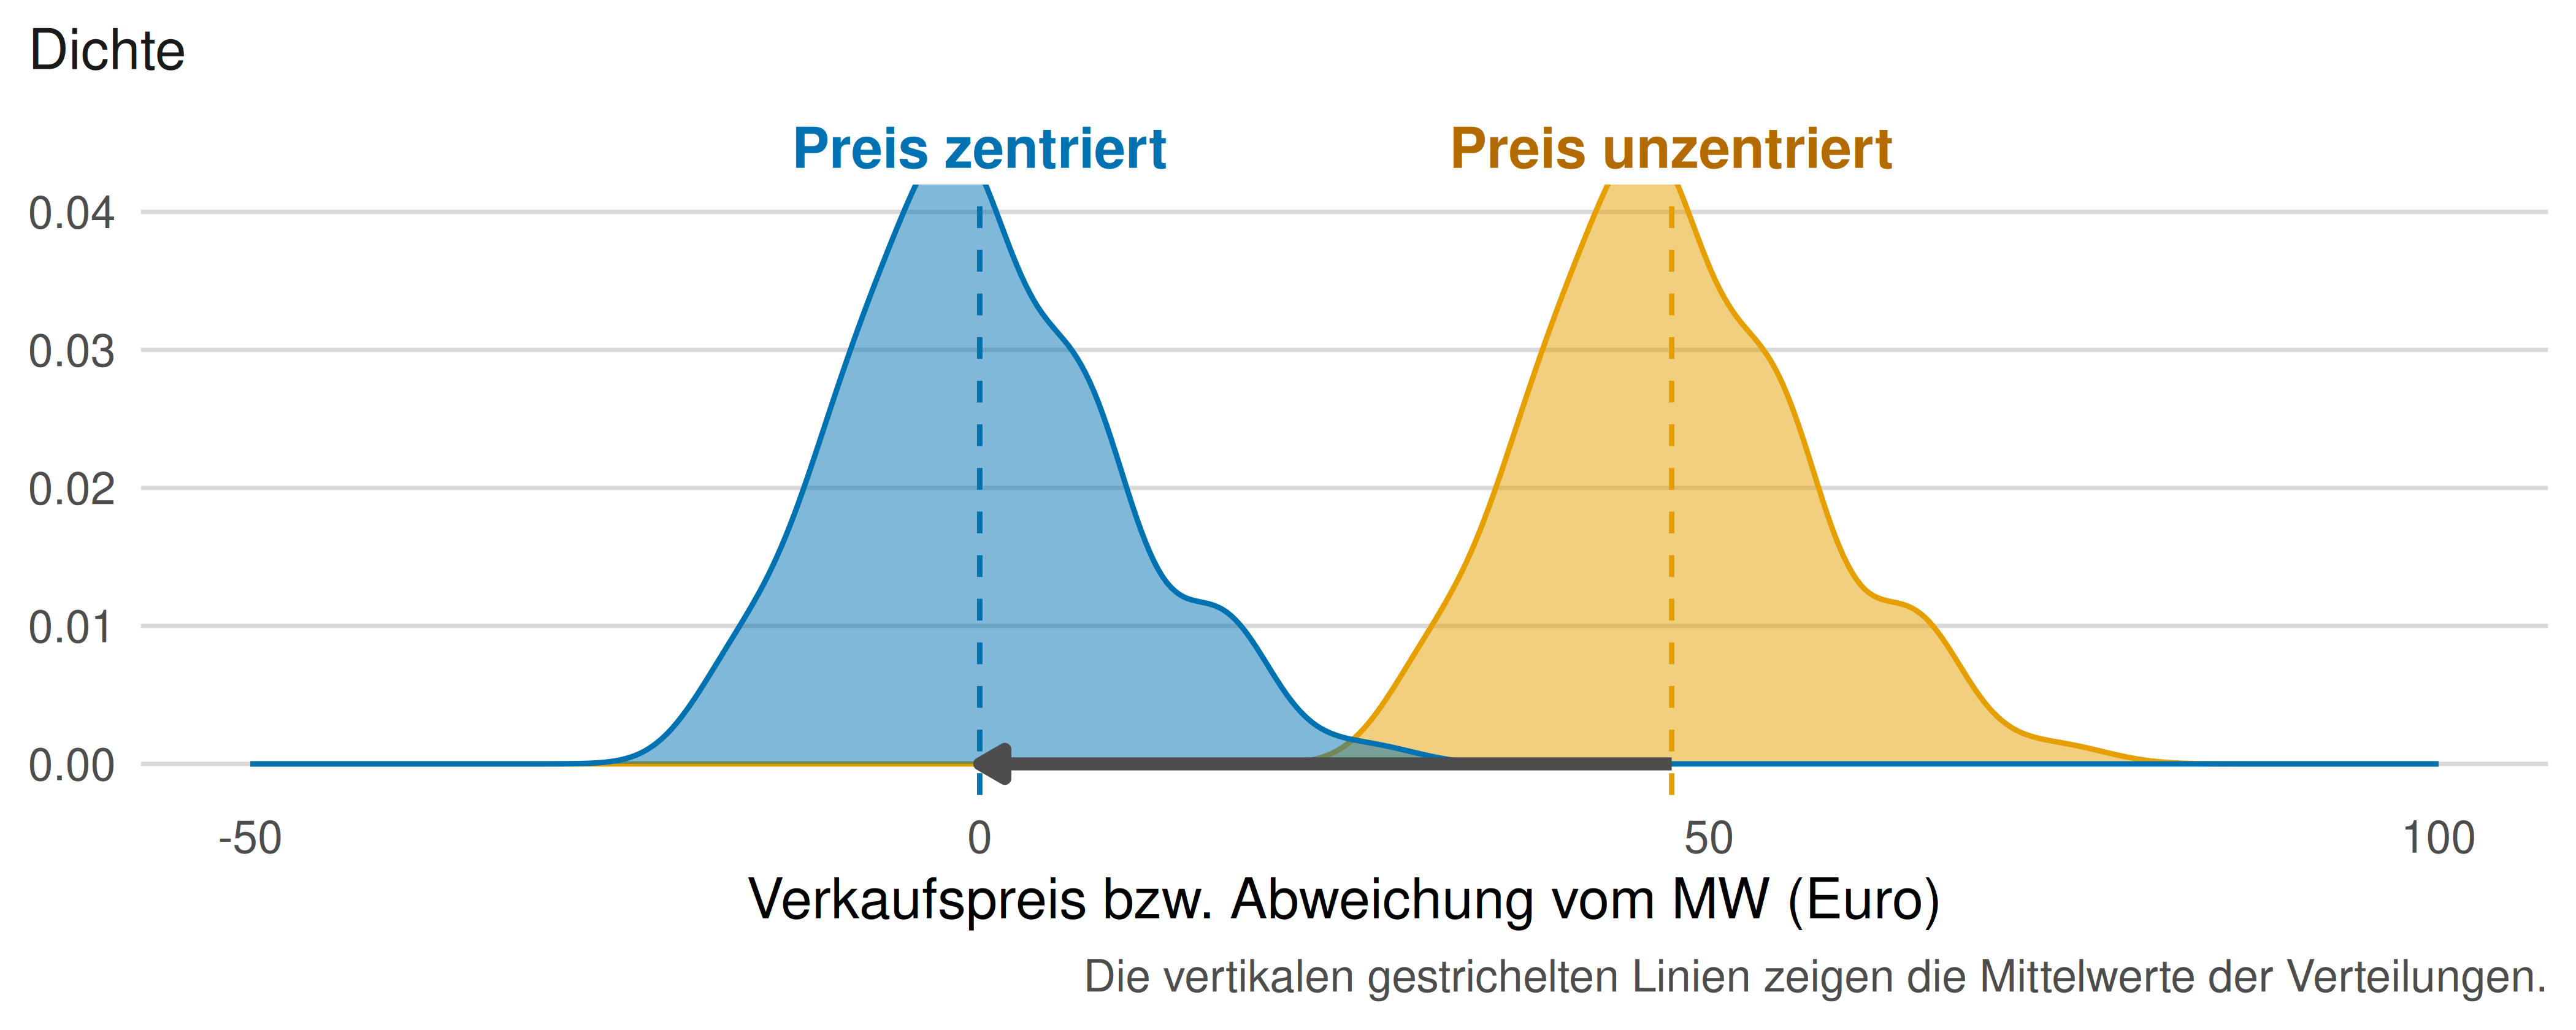 Dichte
Preis zentriert
Preis unzentriert
0.04
0.03
0.02
0.01
0.00
-50
0
50
100
Verkaufspreis bzw. Abweichung vom MW (Euro)
Die vertikalen gestrichelten Linien zeigen die Mittelwerte der Verteilungen.